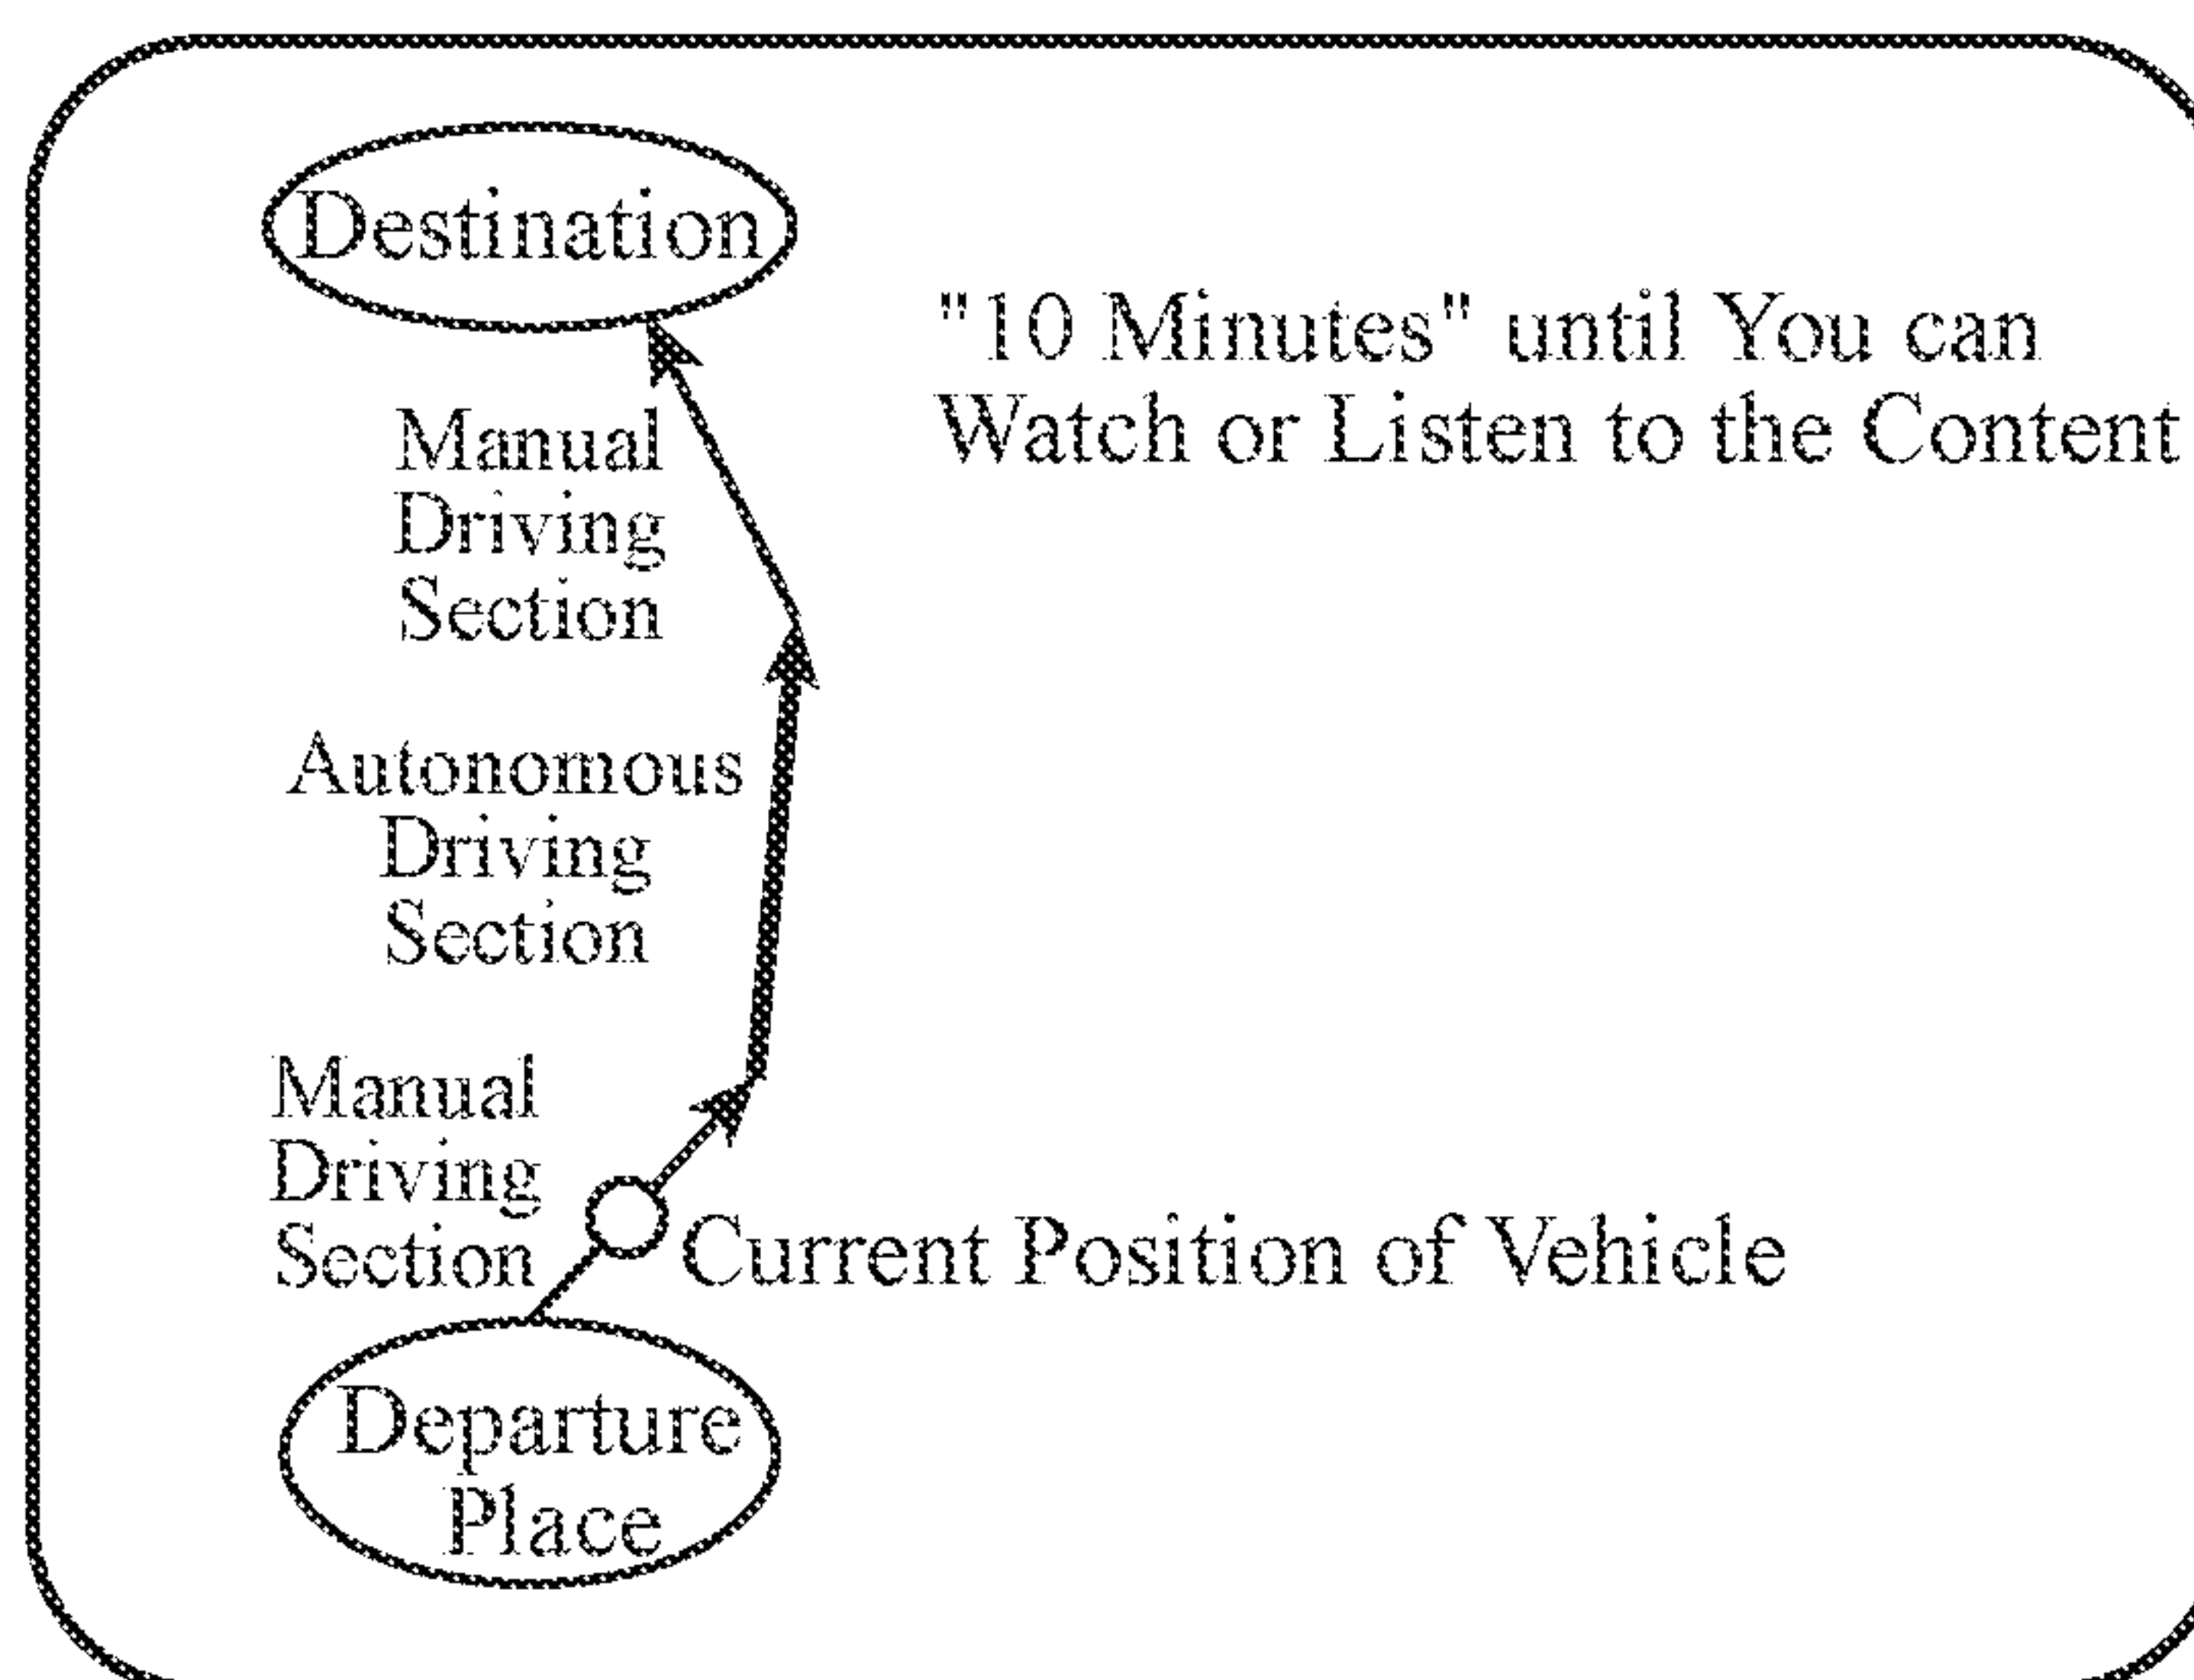 Destination
"10 Minutes" until You can
Watch or Listen to the Content
Manual
Driving
Section
Autonomous
Driving
Section
Manual
Driving
Section
Current Position of Vehicle
Departure
Place